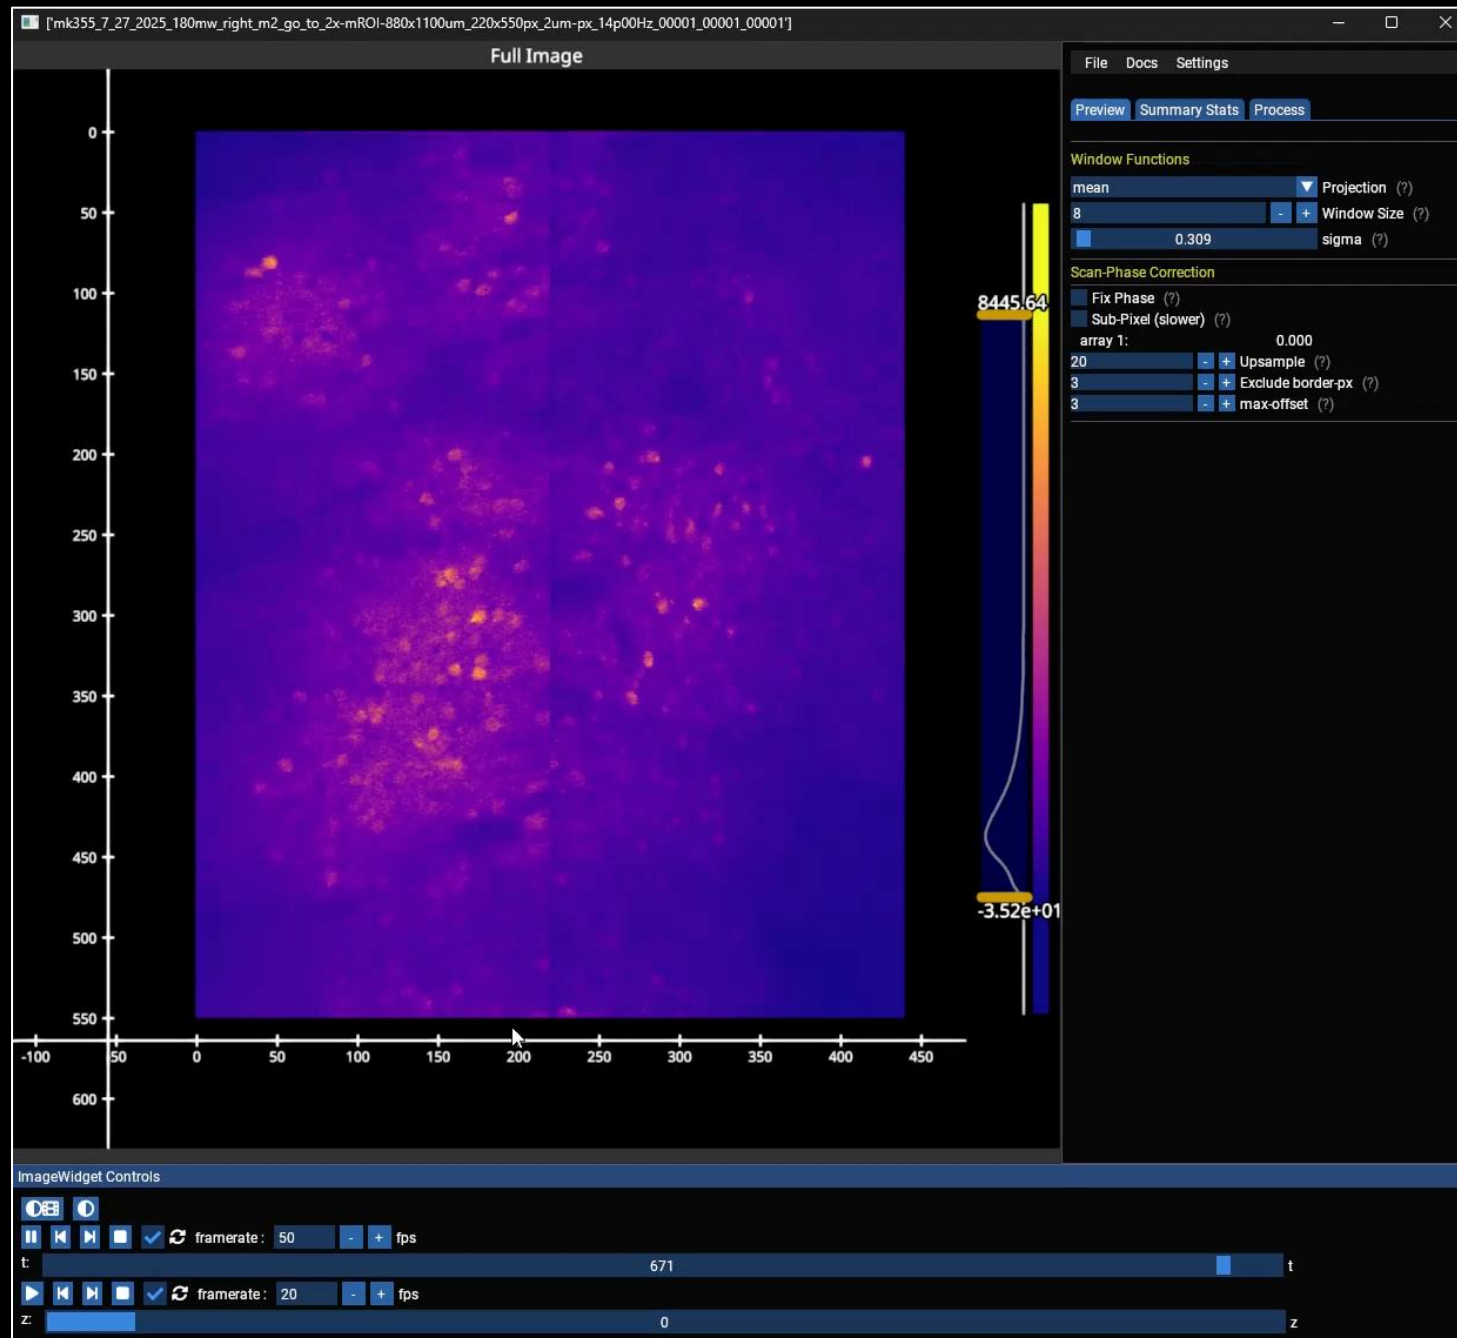 ['mk355_7_27_2025_180mw_right_m2_go_to_2x-mROI-880x1100um_220x550px_2um-px_14p00Hz_00001_00001_00001']
Full Image
File Docs Settings
Preview Summary Stats Process
Window Functions
mean Projection (?)
8 - + Window Size (?)
0.309 sigma (?)
Scan-Phase Correction
Fix Phase (?)
Sub-Pixel (slower) (?)
array 1: 0.000
20 - + Upsample (?)
3 - + Exclude border-px (?)
3 - + max-offset (?)
8445.64
-3.52e+01
0
50
100
150
200
250
300
350
400
450
500
550
600
-100 50 0 50 100 150 200 250 300 350 400 450
ImageWidget Controls
framerate: 50 - + fps
t: 671 t
framerate: 20 - + fps
z: 0 z